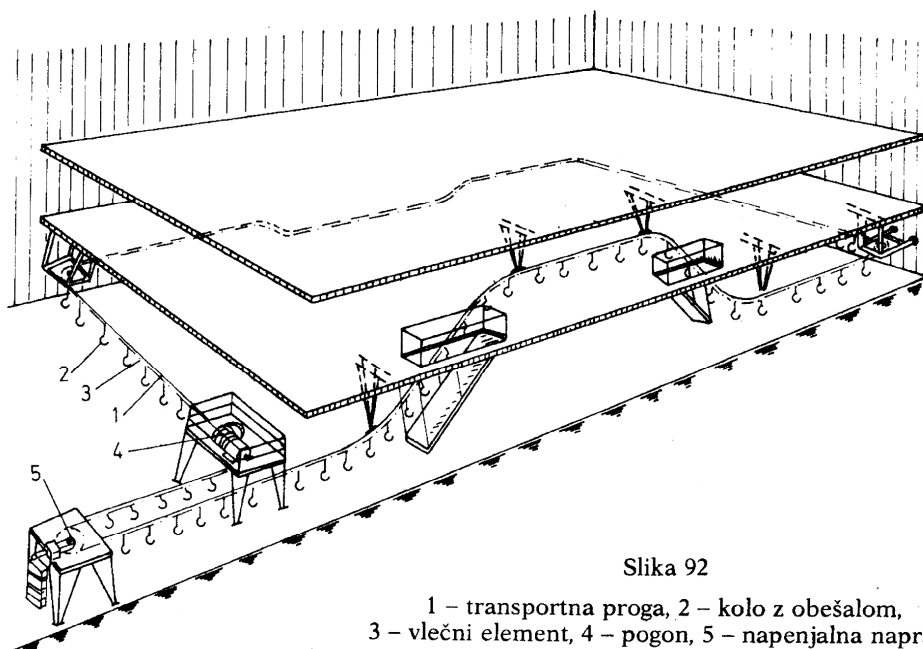 2
3
1
4
5
Slika 92
1 – transportna proga, 2 – kolo z obešalom,
3 – vlečni element, 4 – pogon, 5 – napenjalna napr